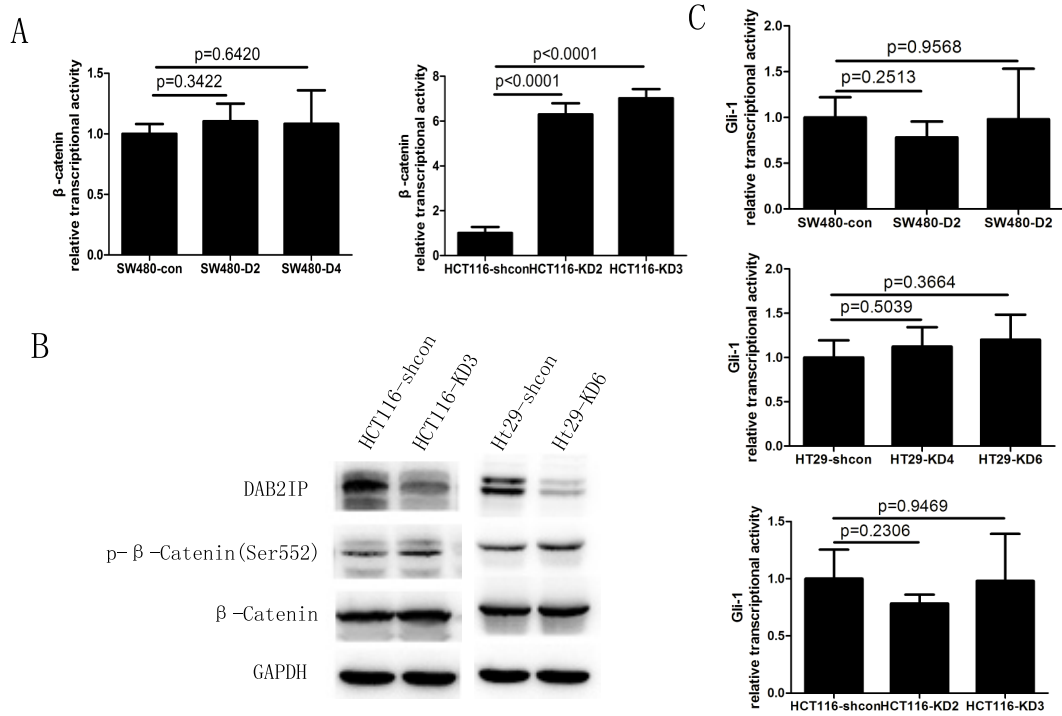 A
p=0.6420
p=0.3422
β-catenin
relative transcriptional activity
1.5
1.0
0.5
0.0
SW480-con SW480-D2 SW480-D4
p<0.0001
p<0.0001
β-catenin
relative transcriptional activity
8
6
4
2
0
HCT116-shcon HCT116-KD2 HCT116-KD3
B
HCT116-shcon
HCT116-KD3
Ht29-shcon
Ht29-KD6
DAB2IP
p-β-Catenin(Ser552)
β-Catenin
GAPDH
C
p=0.9568
p=0.2513
Gli-1
relative transcriptional activity
2.0
1.5
1.0
0.5
0.0
SW480-con SW480-D2 SW480-D2
p=0.3664
p=0.5039
Gli-1
relative transcriptional activity
2.0
1.5
1.0
0.5
0.0
HT29-shcon HT29-KD4 HT29-KD6
p=0.9469
p=0.2306
Gli-1
relative transcriptional activity
1.5
1.0
0.5
0.0
HCT116-shcon HCT116-KD2 HCT116-KD3